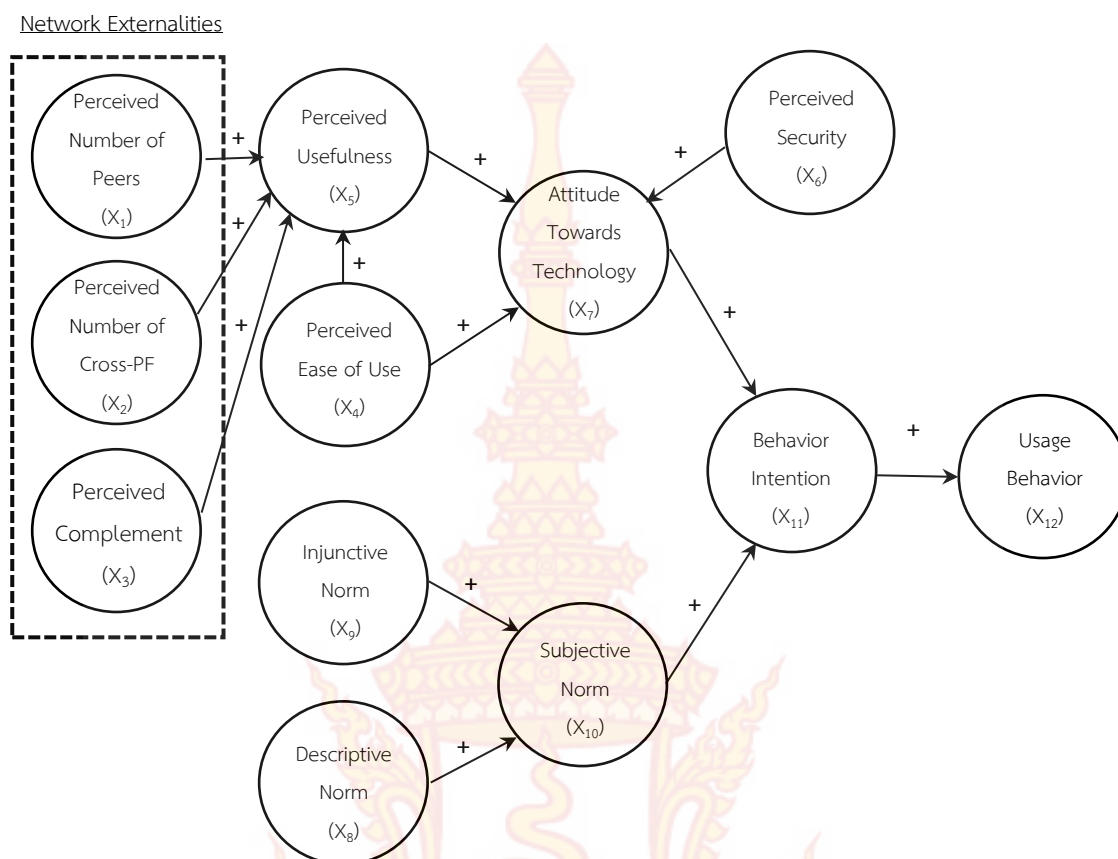 Network Externalities
Perceived
Number of
Peers
(X₁)
+
Perceived
Usefulness
(X₅)
+
Perceived
Security
(X₆)
+
Attitude
Towards
Technology
(X₇)
Perceived
Number of
Cross-PF
(X₂)
+
+
Perceived
Ease of Use
(X₄)
+
+
Perceived
Complement
(X₃)
+
Behavior
Intention
(X₁₁)
+
Usage
Behavior
(X₁₂)
Injunctive
Norm
(X₉)
+
Subjective
Norm
(X₁₀)
+
Descriptive
Norm
(X₈)
+